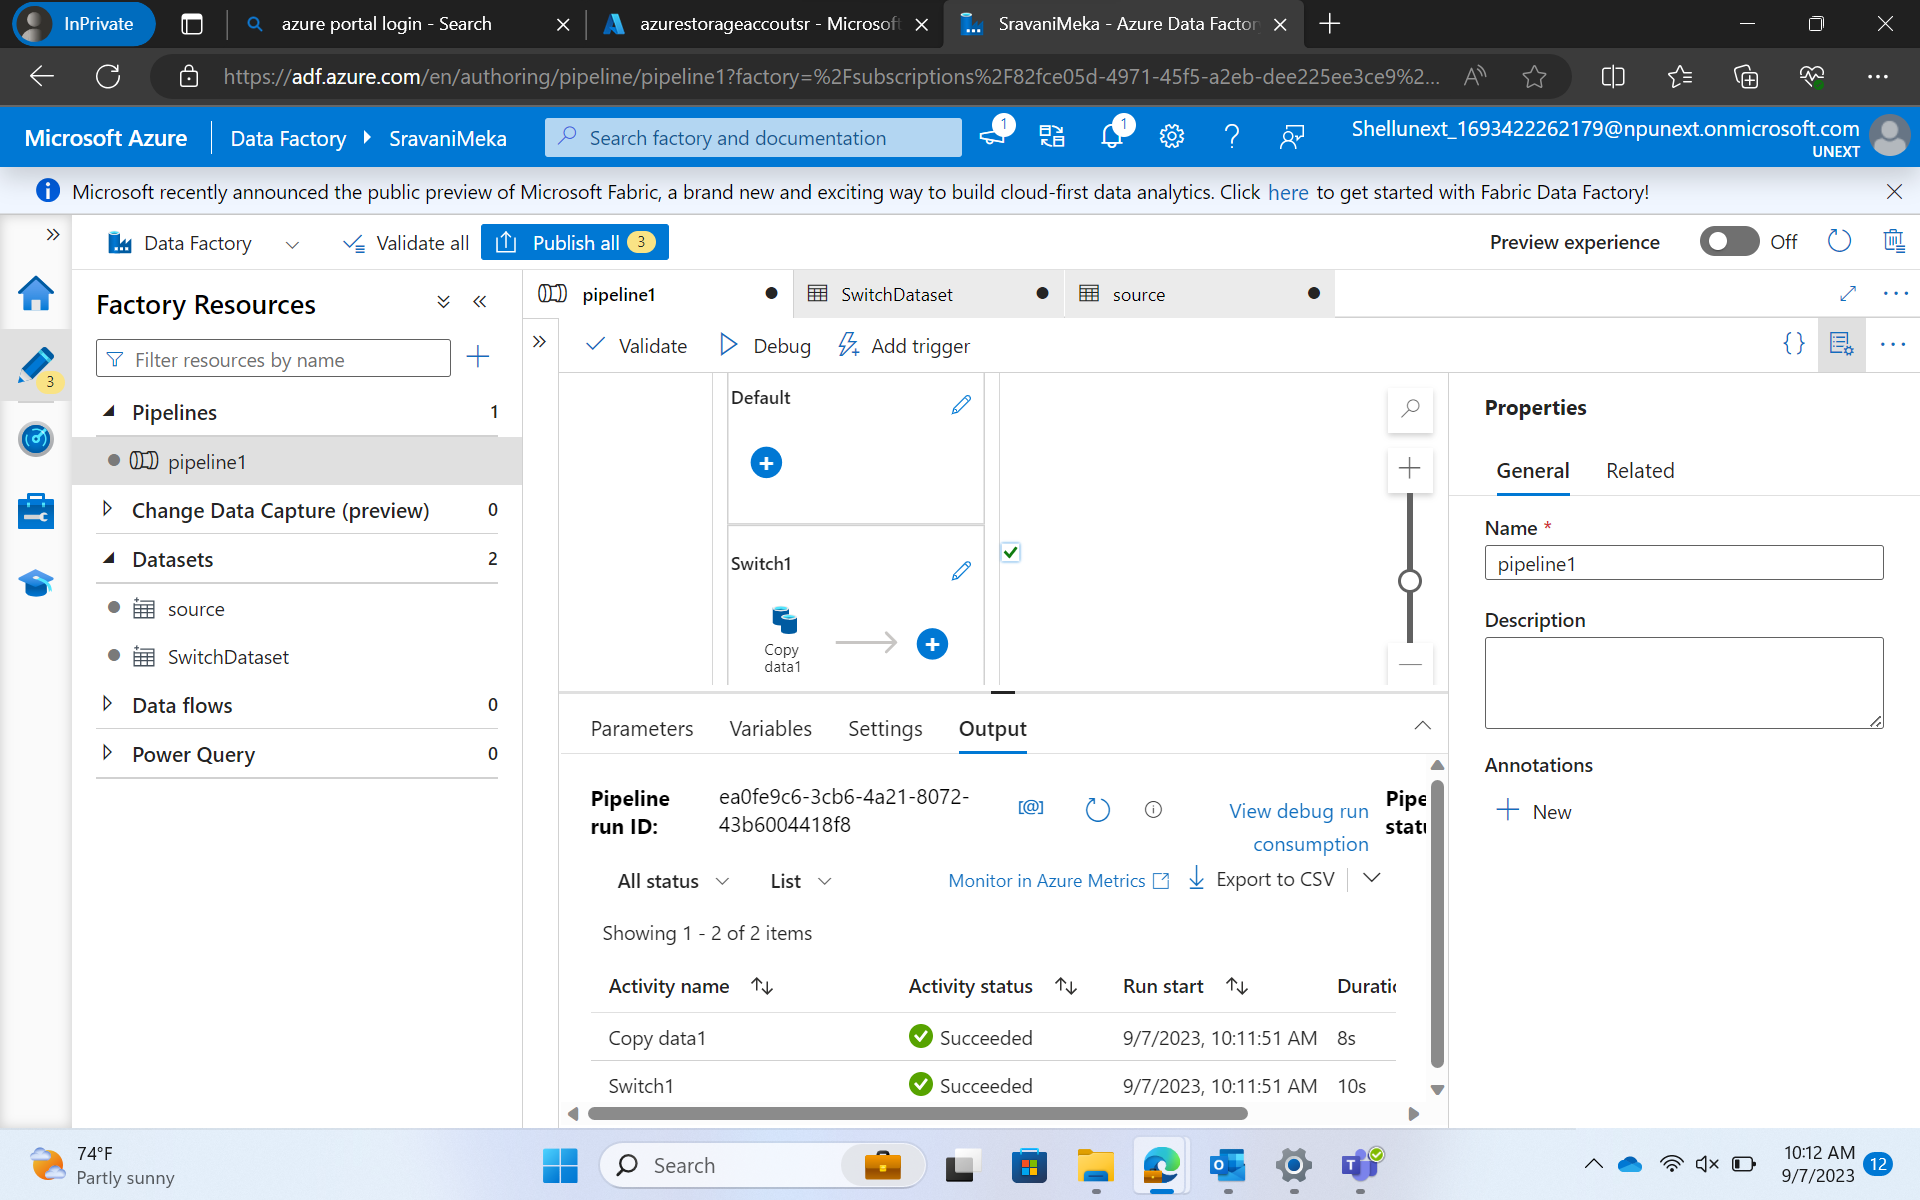 InPrivate
azure portal login - Search
azurestorageaccoutsr - Microsoft
SravaniMeka - Azure Data Factor
https://adf.azure.com/en/authoring/pipeline/pipeline1?factory=%2Fsubscriptions%2F82fce05d-4971-45f5-a2eb-dee225ee3ce9%2...
Microsoft Azure
Data Factory
SravaniMeka
Search factory and documentation
1
1
Shellunext_1693422262179@npunext.onmicrosoft.com
UNEXT
Microsoft recently announced the public preview of Microsoft Fabric, a brand new and exciting way to build cloud-first data analytics. Click here to get started with Fabric Data Factory!
Data Factory
Validate all
Publish all 3
Preview experience
Off
Factory Resources
pipeline1
SwitchDataset
source
Filter resources by name
Validate
Debug
Add trigger
3
Pipelines 1
pipeline1
Change Data Capture (preview) 0
Datasets 2
source
SwitchDataset
Data flows 0
Power Query 0
Default
Switch1
Copy
data1
Properties
General
Related
Name *
pipeline1
Description
Annotations
New
Parameters
Variables
Settings
Output
Pipeline
run ID:
ea0fe9c6-3cb6-4a21-8072-
43b6004418f8
[@]
View debug run
consumption
Pipe
statu
All status
List
Monitor in Azure Metrics
Export to CSV
Showing 1 - 2 of 2 items
Activity name
Activity status
Run start
Duratic
Copy data1 Succeeded 9/7/2023, 10:11:51 AM 8s
Switch1 Succeeded 9/7/2023, 10:11:51 AM 10s
74°F
Partly sunny
Search
10:12 AM
9/7/2023
12